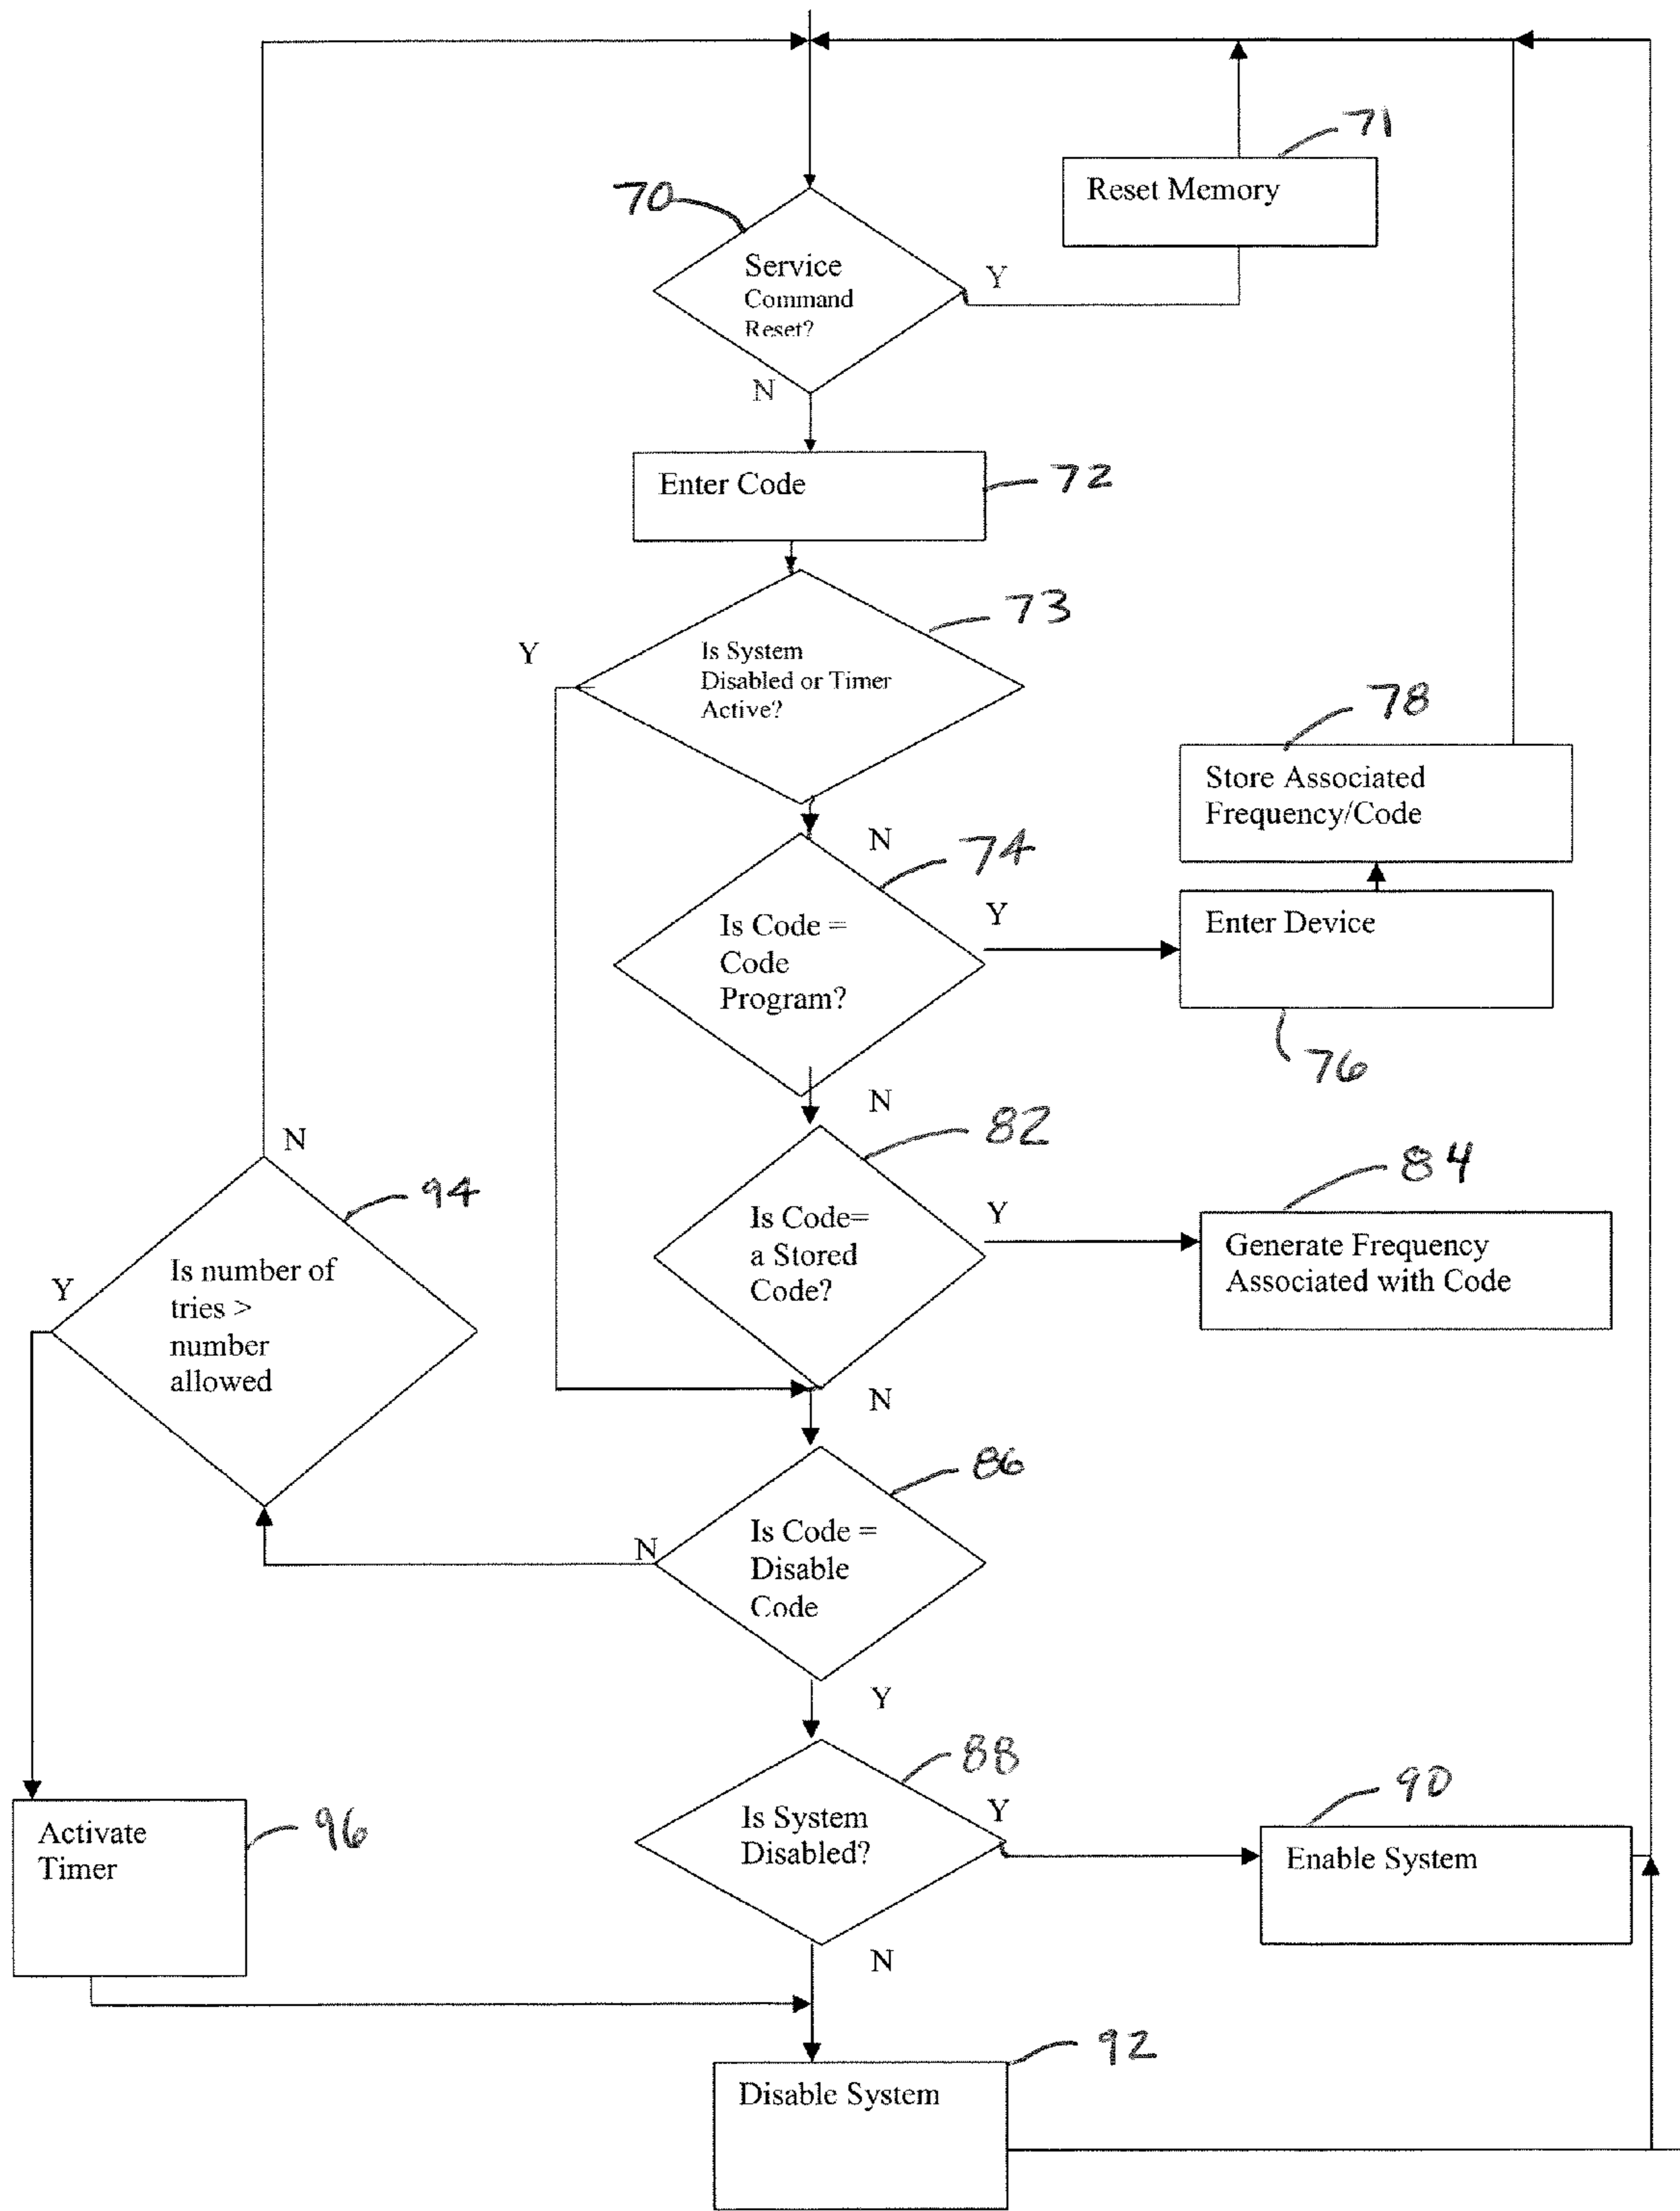 71
Reset Memory
70
Service
Command
Reset?
Y
N
Enter Code
72
73
Y
Is System
Disabled or Timer
Active?
78
Store Associated
Frequency/Code
N
74
Y
Is Code =
Code
Program?
Enter Device
76
N
82
N
94
84
Y
Is Code=
a Stored
Code?
Generate Frequency
Associated with Code
Y
Is number of
tries >
number
allowed
N
86
N
Is Code =
Disable
Code
Y
88
90
Y
Is System
Disabled?
Enable System
Activate
Timer
96
N
92
Disable System